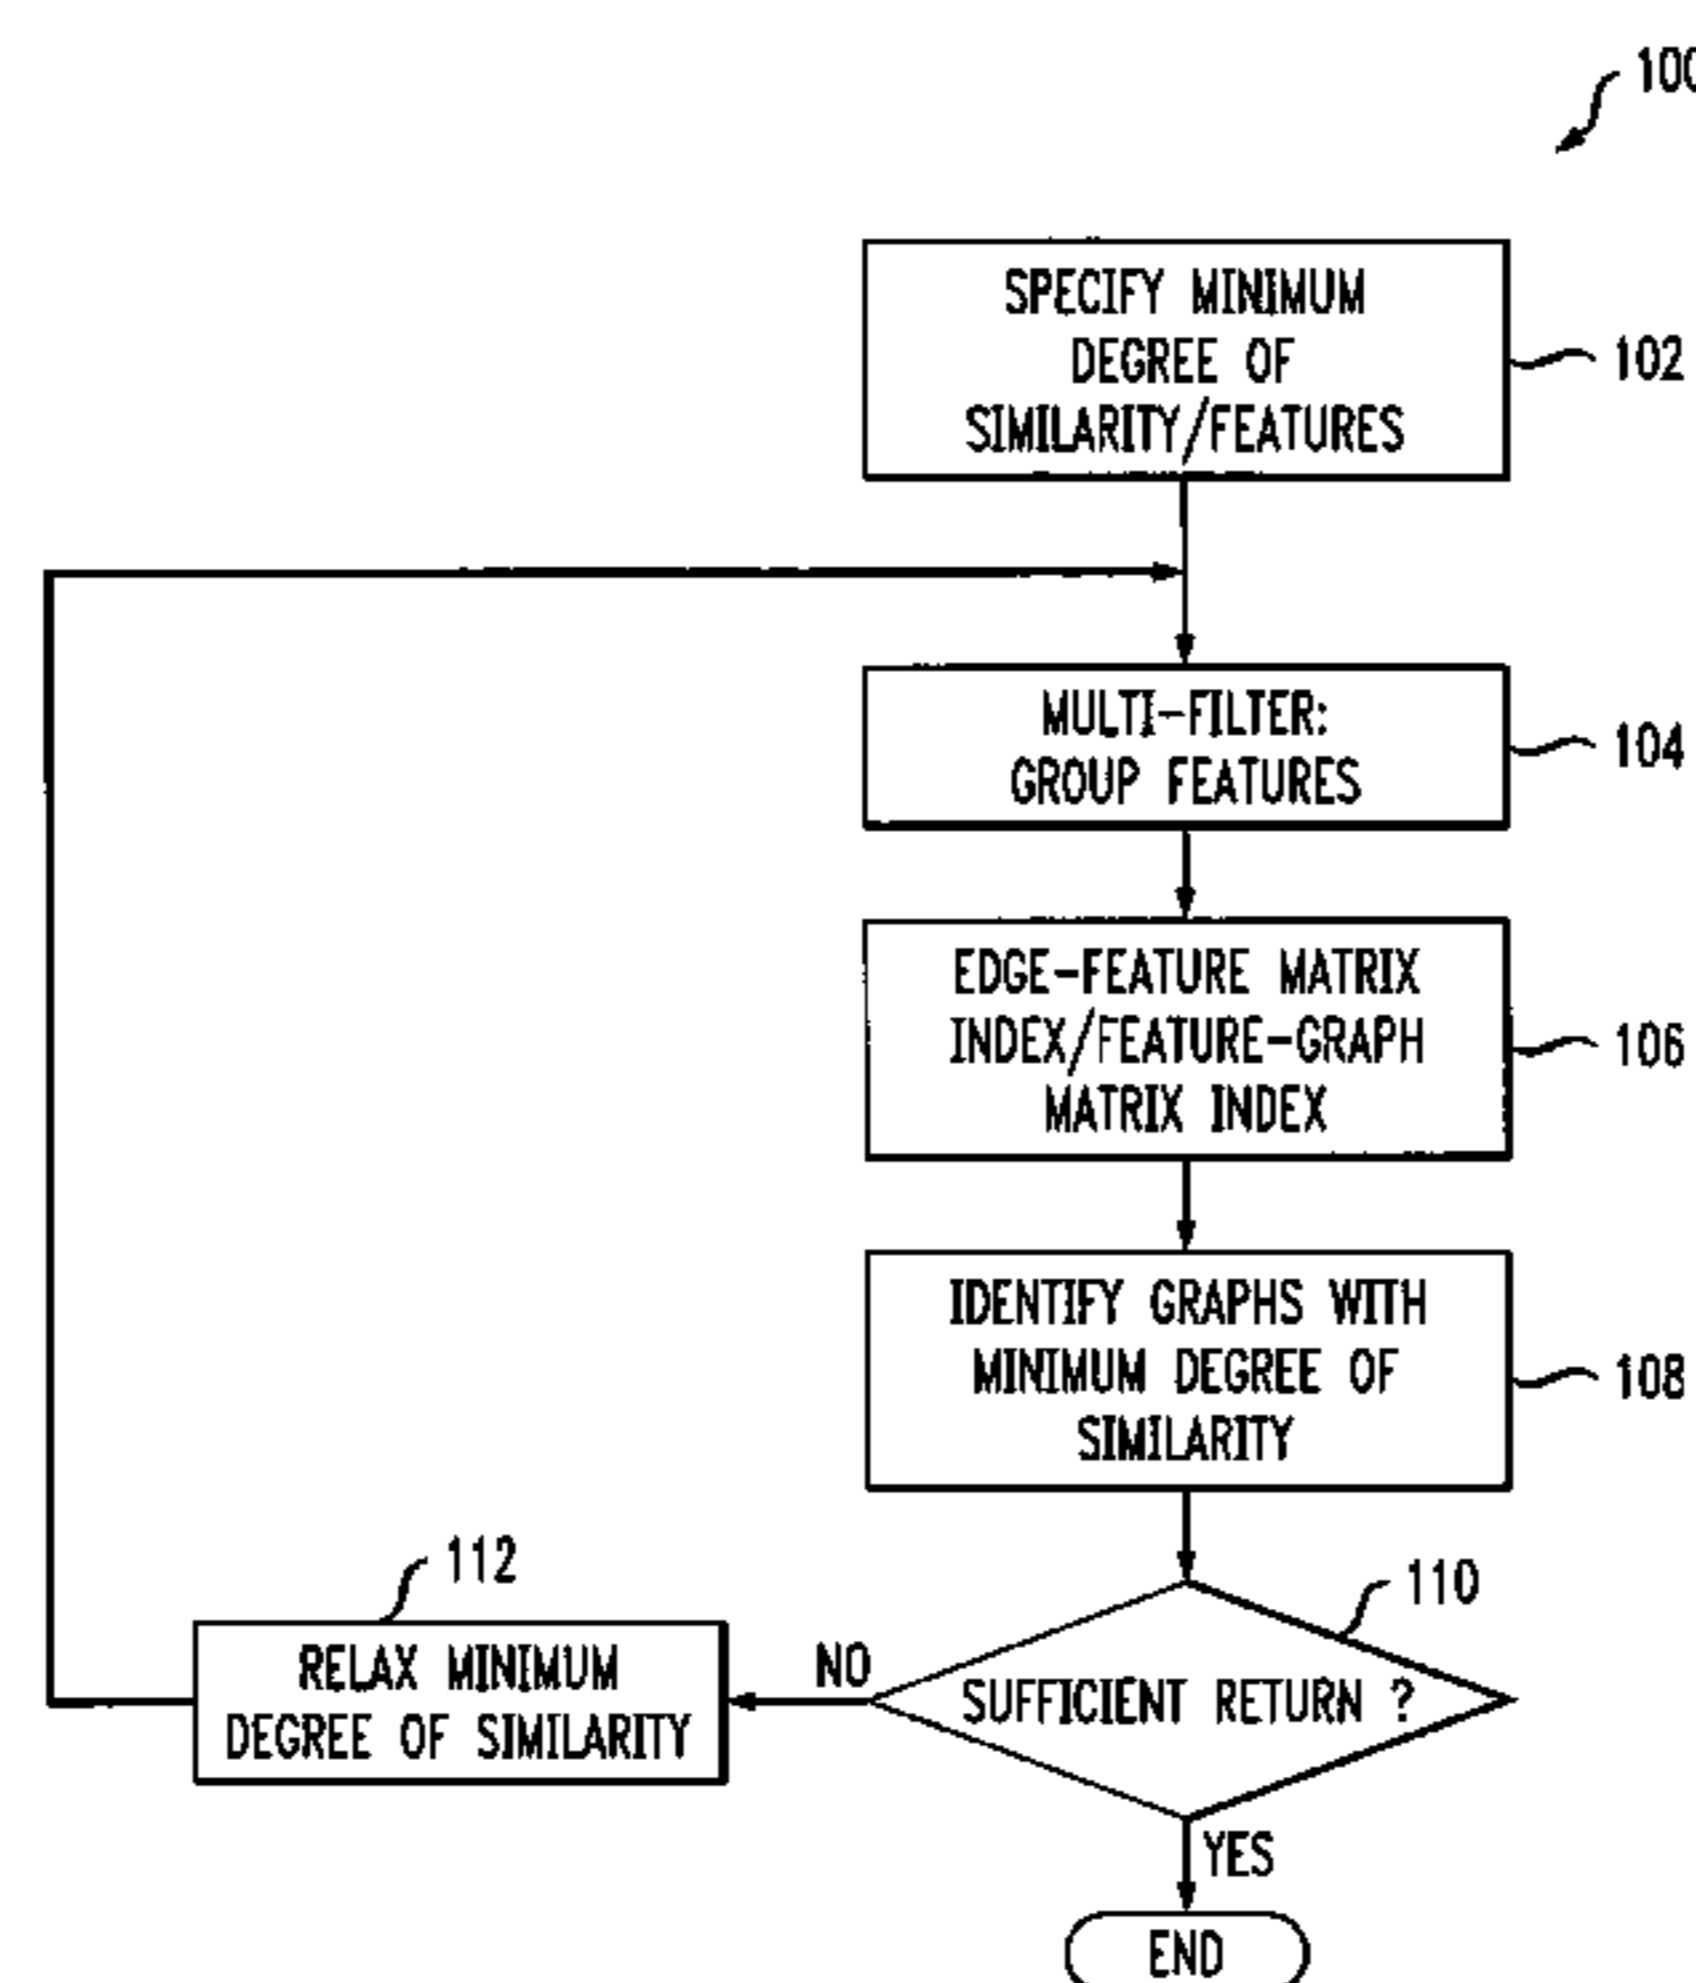 100
SPECIFY MINIMUM
DEGREE OF
SIMILARITY/FEATURES
102
MULTI-FILTER:
GROUP FEATURES
104
EDGE-FEATURE MATRIX
INDEX/FEATURE-GRAPH
MATRIX INDEX
106
IDENTIFY GRAPHS WITH
MINIMUM DEGREE OF
SIMILARITY
108
110
SUFFICIENT RETURN ?
NO
112
RELAX MINIMUM
DEGREE OF SIMILARITY
YES
END